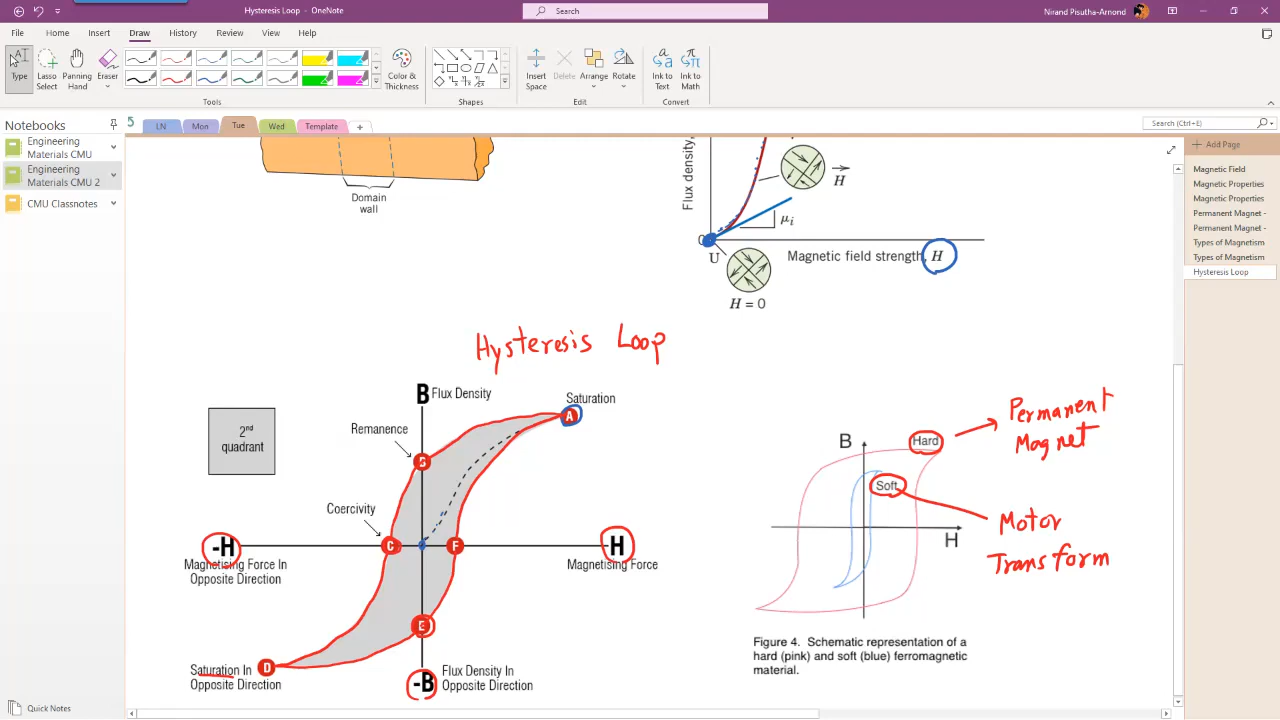 Hysteresis Loop - OneNote
Search
Nirand Pisutha-Arnond
File
Home
Insert
Draw
History
Review
View
Help
Type
Lasso
Select
Panning
Hand
Eraser
Color &
Thickness
Insert
Space
Delete
Arrange
Rotate
Ink to
Text
Ink to
Math
Tools
Shapes
Edit
Convert
Notebooks
LN
Mon
Tue
Wed
Template
Search (Ctrl+E)
Engineering
Materials CMU
Engineering
Materials CMU 2
CMU Classnotes
Quick Notes
Add Page
Magnetic Field
Magnetic Properties
Magnetic Properties
Permanent Magnet -
Permanent Magnet -
Types of Magnetism
Types of Magnetism
Hysteresis Loop
Domain
wall
Flux density,
H
μi
U
Magnetic field strength, H
H = 0
Hysteresis Loop
B Flux Density
Saturation
A
2nd
quadrant
Remanence
Coercivity
C
F
-H
Magnetising Force In
Opposite Direction
H
Magnetising Force
E
D
Saturation In
Opposite Direction
-B
Flux Density In
Opposite Direction
B
Hard
Soft
H
Permanent
Magnet
Motor
Transform
Figure 4. Schematic representation of a
hard (pink) and soft (blue) ferromagnetic
material.